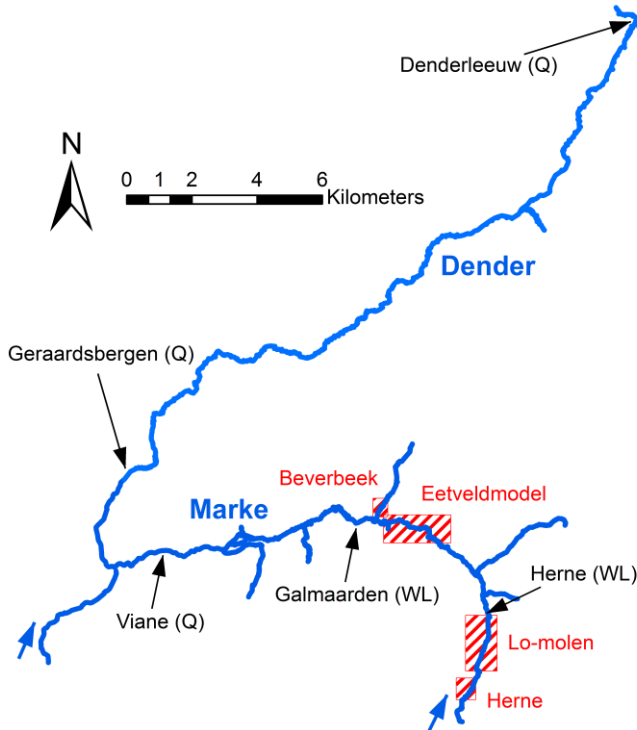 Denderleeuw (Q)
N
0 1 2 4 6
Kilometers
Dender
Geraardsbergen (Q)
Beverbeek
Eetveldmodel
Marke
Herne (WL)
Galmaarden (WL)
Viane (Q)
Lo-molen
Herne